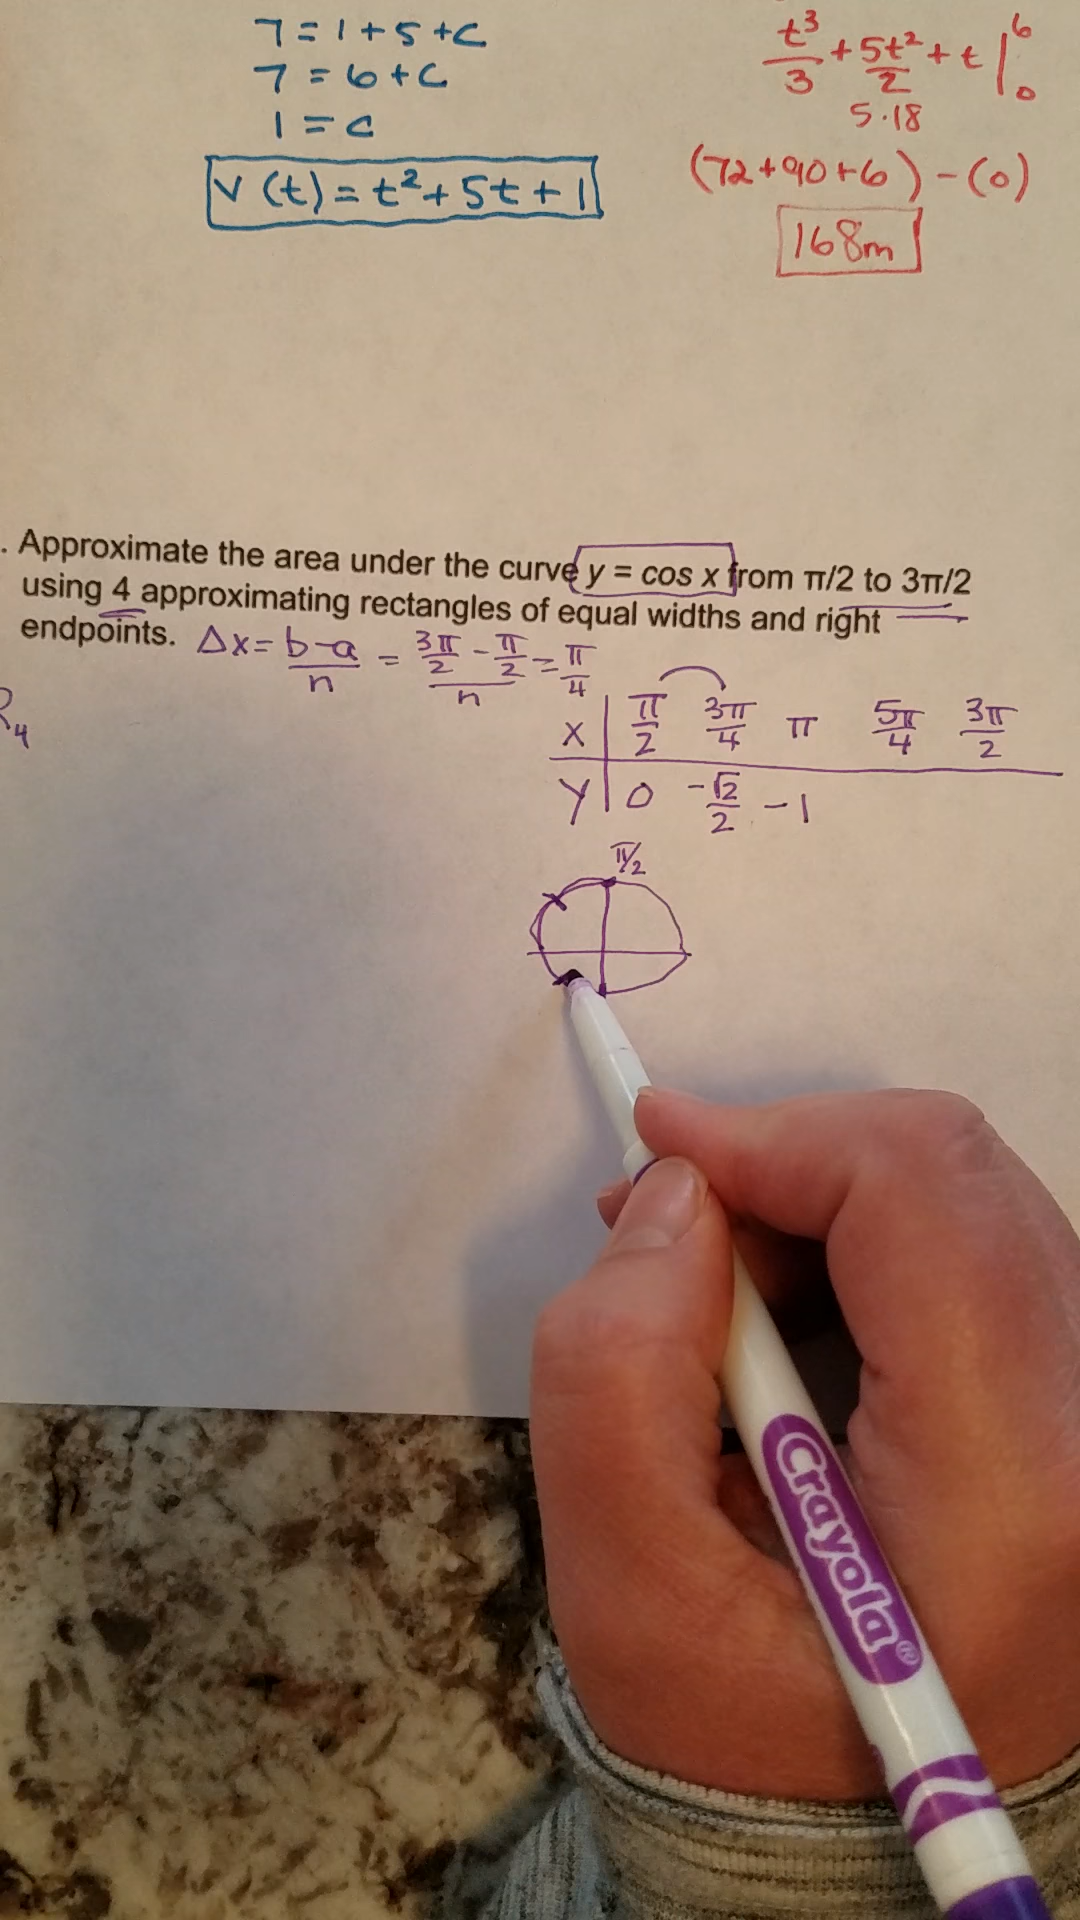 7 = 1 + 5 + C
7 = 6 + C
1 = C
V (t) = t² + 5t + 1
t³/3 + 5t²/2 + t |₀⁶
5·18
(72 + 90 + 6) - (0)
168m
. Approximate the area under the curve y = cos x from π/2 to 3π/2
using 4 approximating rectangles of equal widths and right
endpoints. Δx = b-a/n = 3π/2 - π/2/n = π/4
R₄
X | π/2 3π/4 π 5π/4 3π/2
Y | 0 -√2/2 -1
π/2
Crayola®